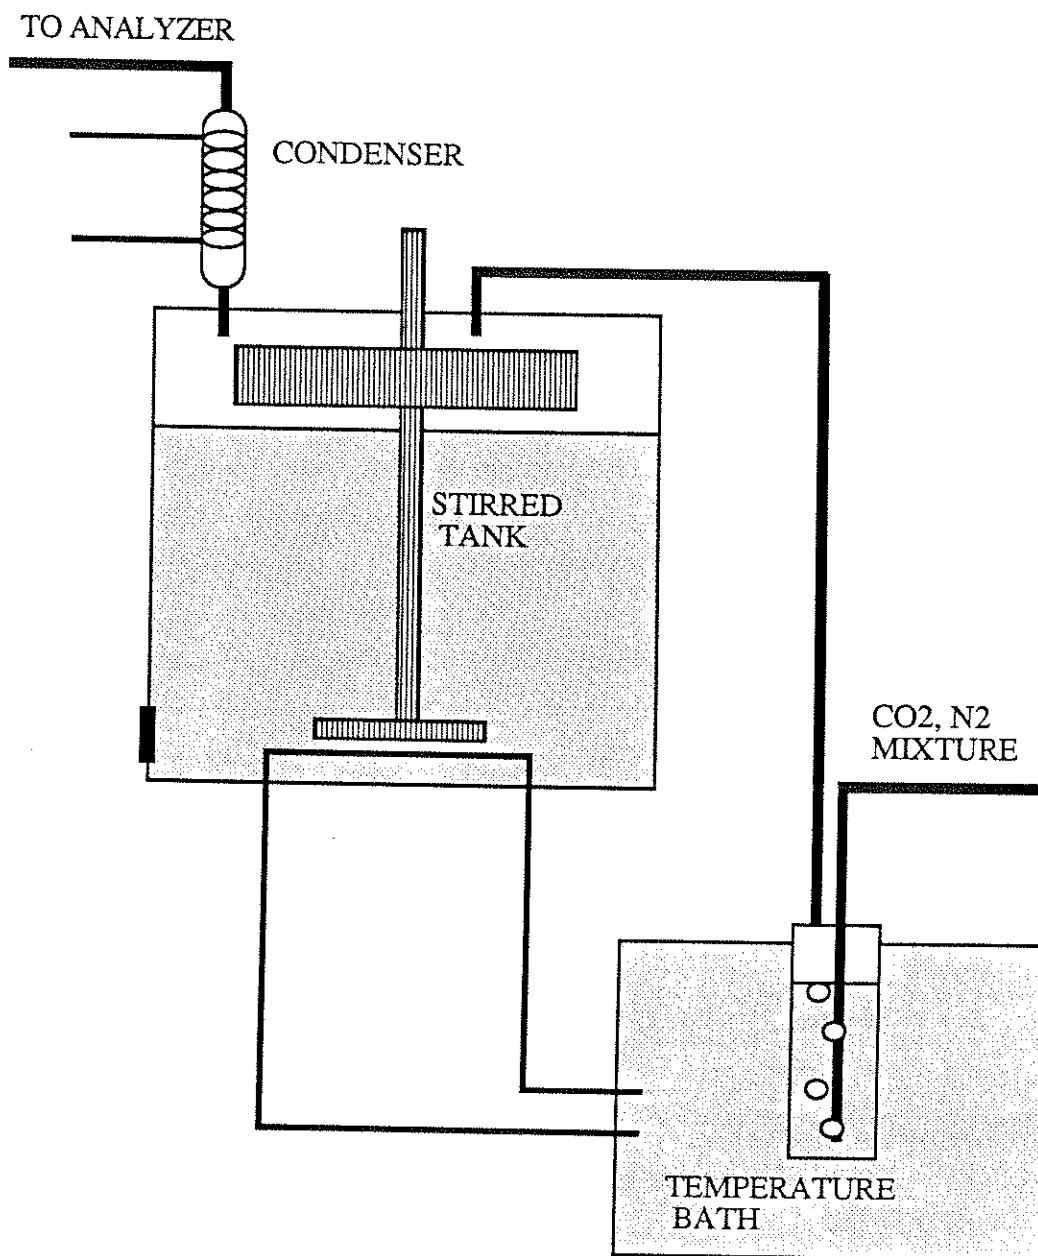 TO ANALYZER
CONDENSER
STIRRED
TANK
CO2, N2
MIXTURE
TEMPERATURE
BATH